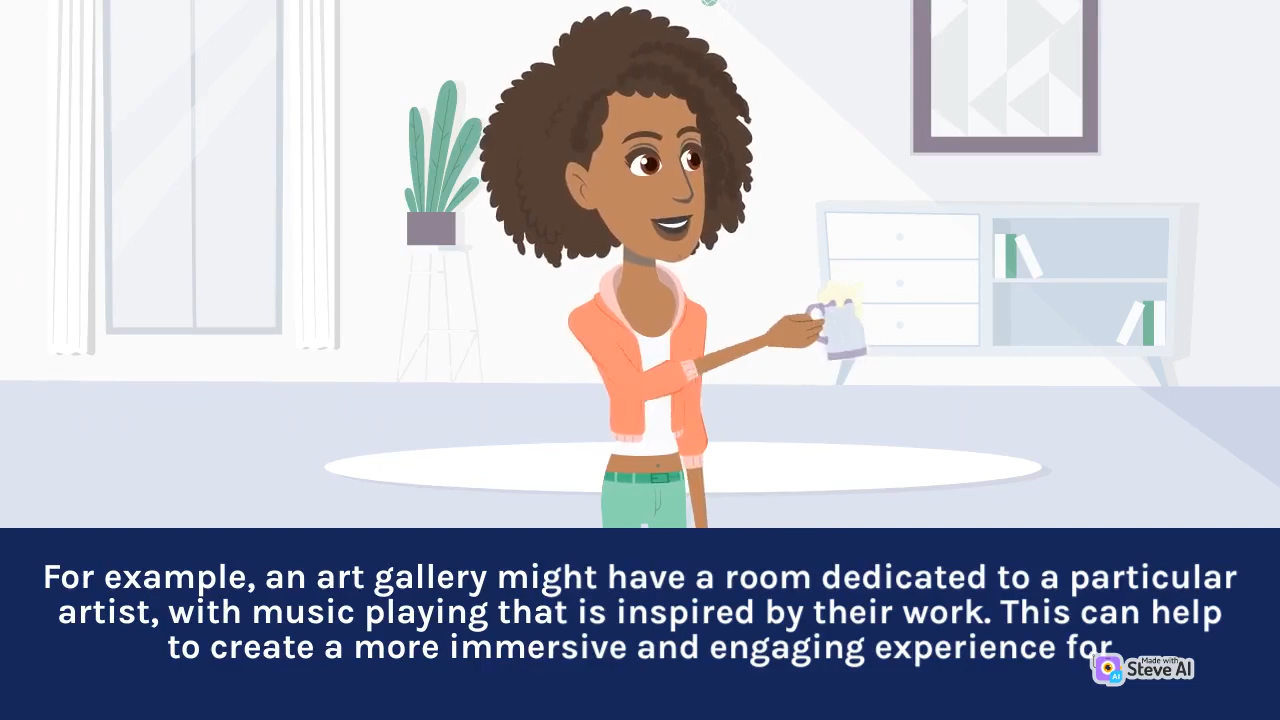 For example, an art gallery might have a room dedicated to a particular
artist, with music playing that is inspired by their work. This can help
to create a more immersive and engaging experience for
Made with
Steve AI
AI